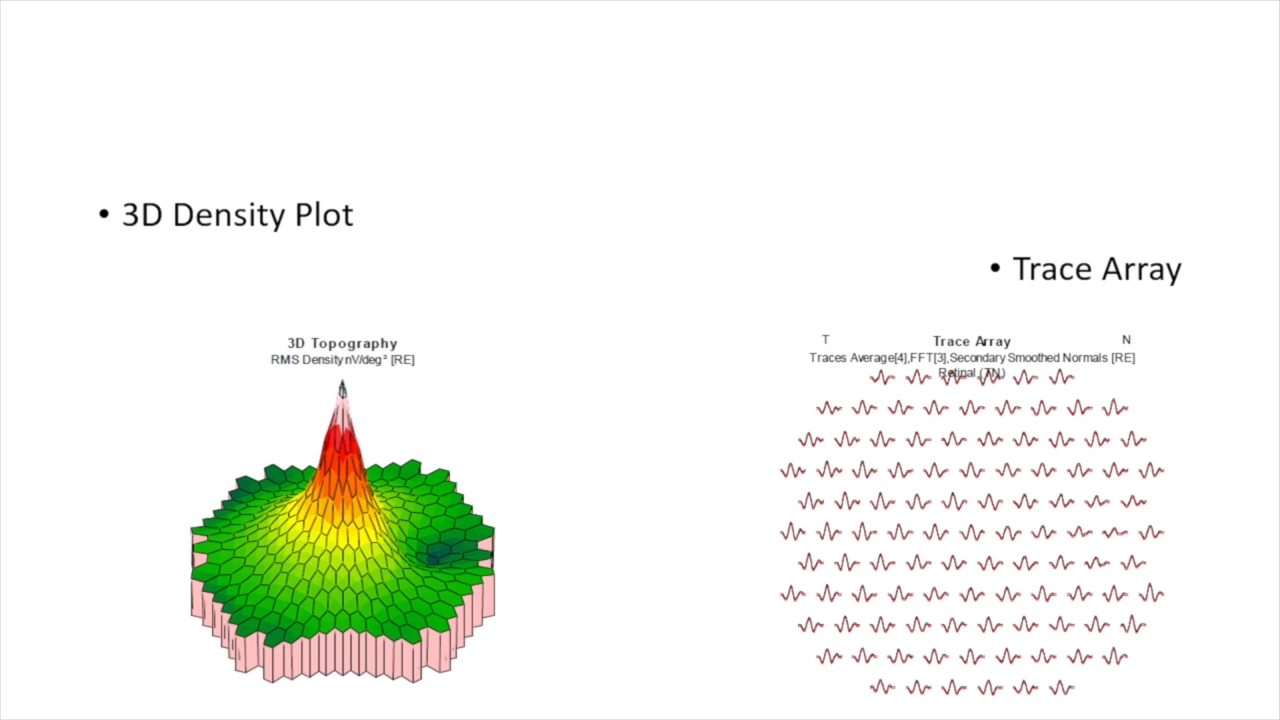 • 3D Density Plot
• Trace Array
3D Topography
RMS Density nV/deg² [RE]
T
Trace Array
N
Traces Average[4],FFT[3],Secondary Smoothed Normals [RE]
Retinal (TN)